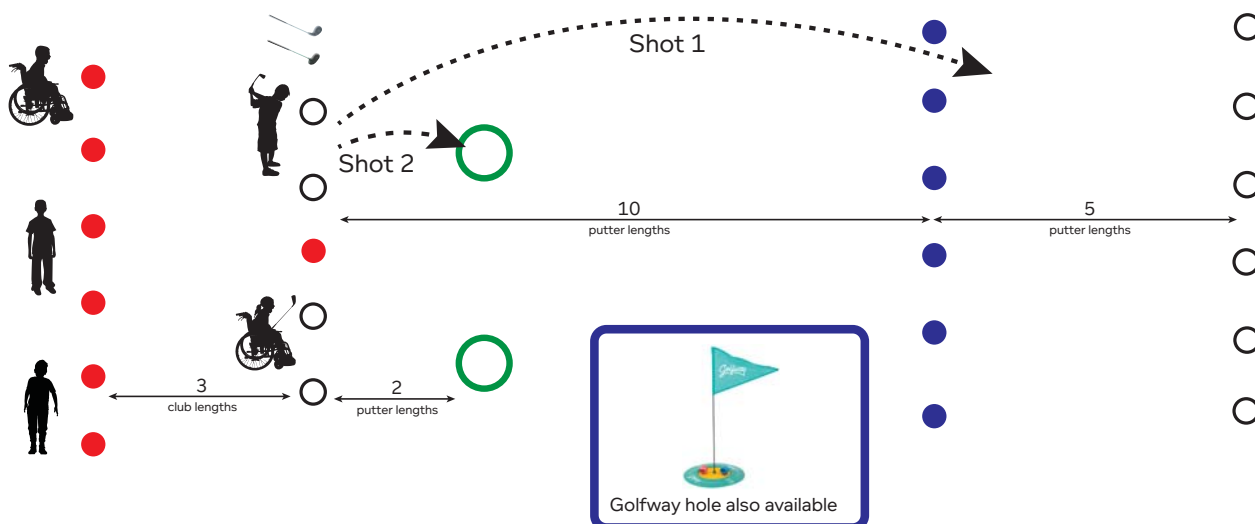 Shot 1
Shot 2
10
putter lengths
5
putter lengths
3
club lengths
2
putter lengths
Golfway
Golfway hole also available